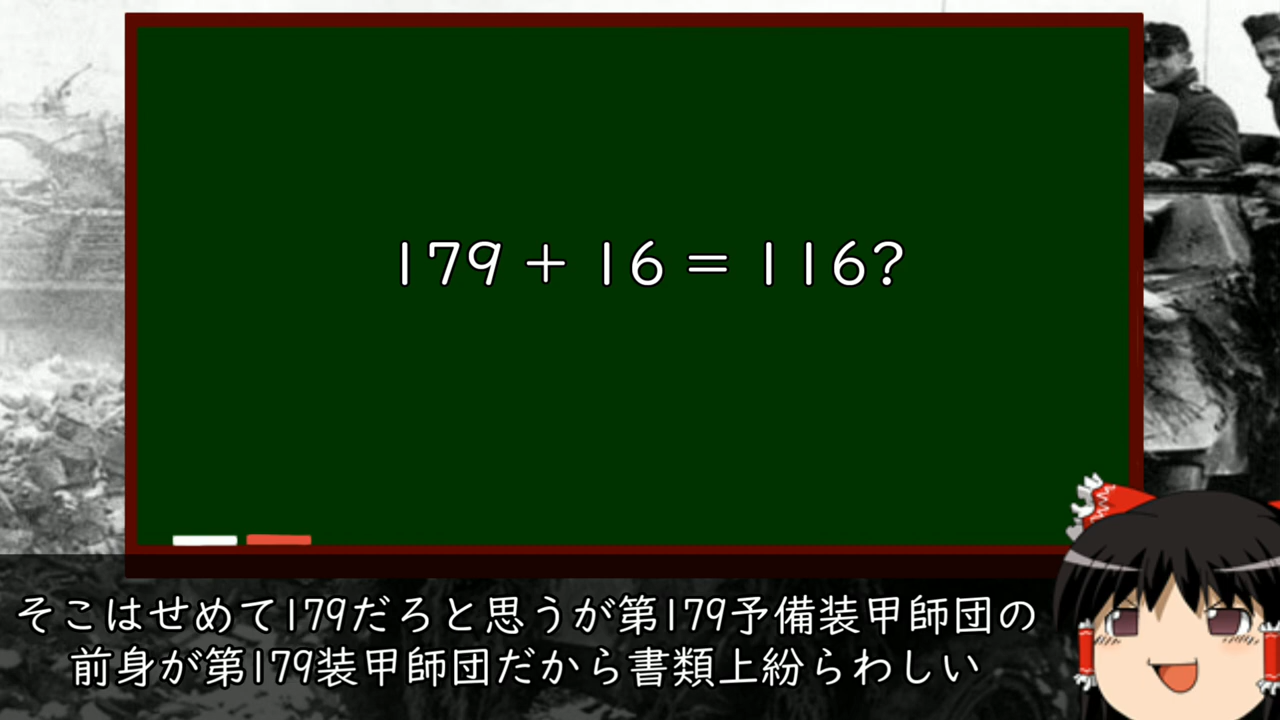 179 + 16 = 116?
そこはせめて179だろと思うが第179予備装甲師団の
前身が第179装甲師団だから書類上紛らわしい